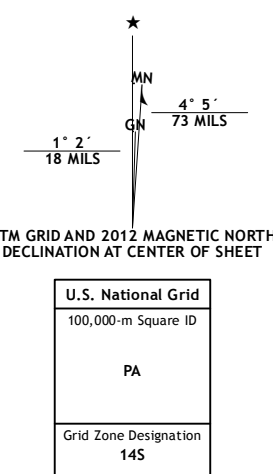 ★
MN
4° 5´
73 MILS
GN
1° 2´
18 MILS
TM GRID AND 2012 MAGNETIC NORTH
DECLINATION AT CENTER OF SHEET
U.S. National Grid
100,000-m Square ID
PA
Grid Zone Designation
14S